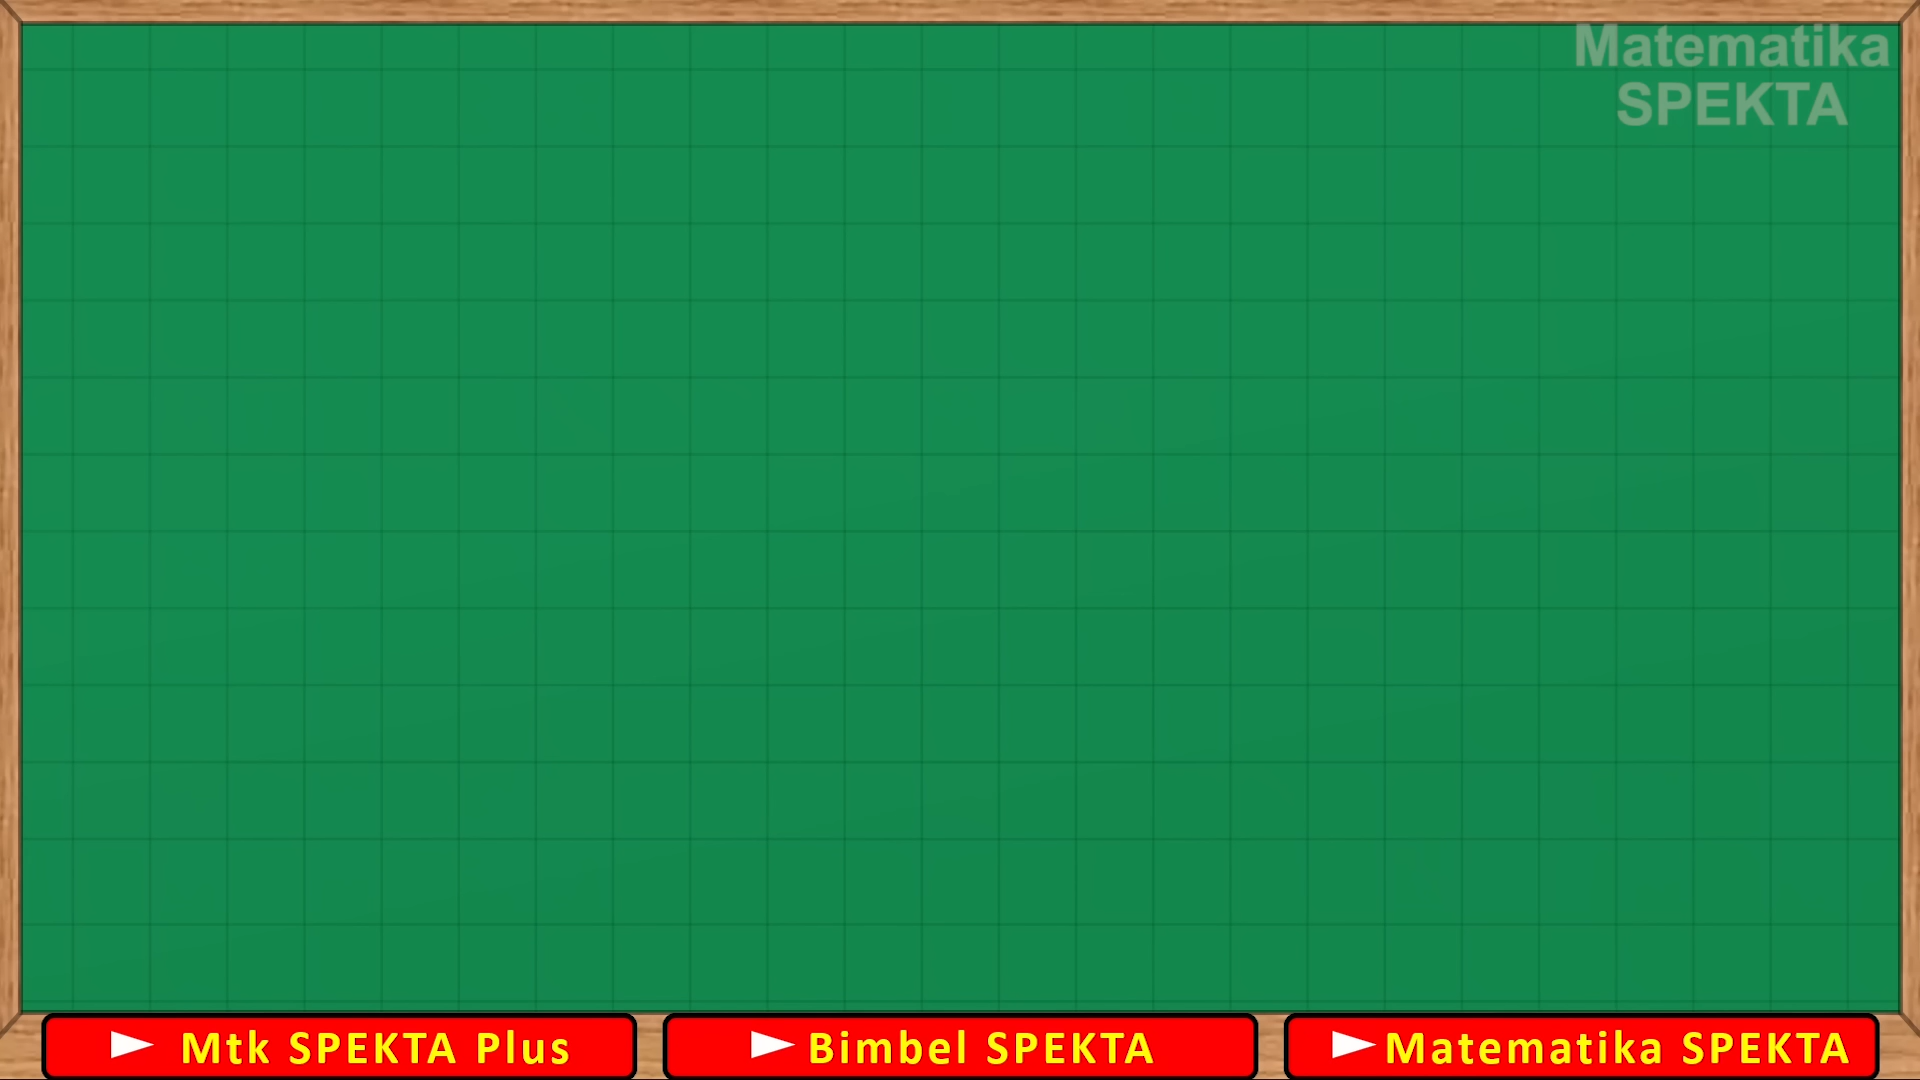 Matematika
SPEKTA
Mtk SPEKTA Plus
Bimbel SPEKTA
Matematika SPEKTA